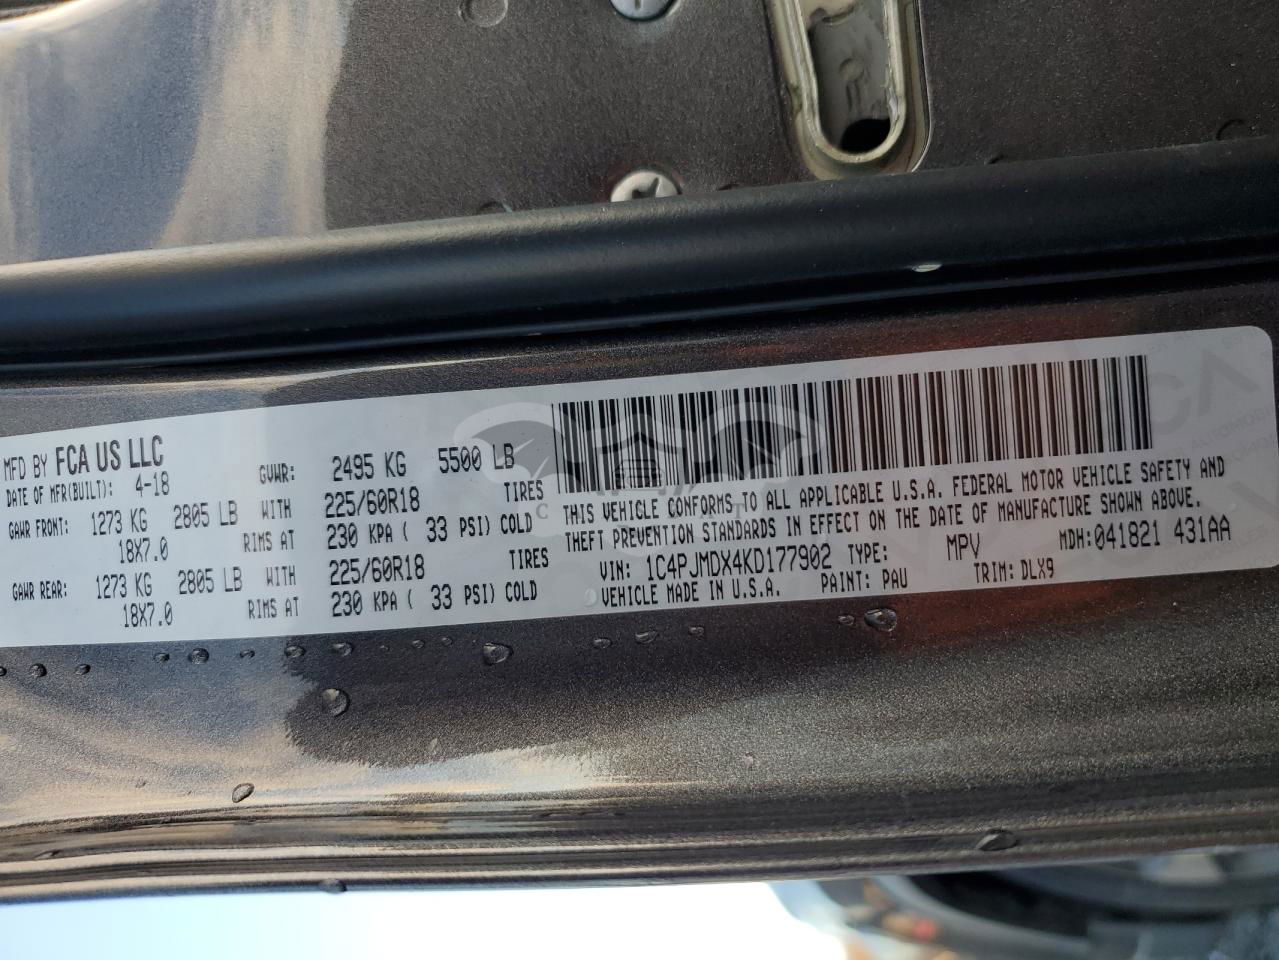 MFD BY FCA US LLC
DATE OF MFR(BUILT): 4-18 GVWR: 2495 KG 5500 LB
GAWR FRONT: 1273 KG 2805 LB WITH 225/60R18 TIRES
18X7.0 RIMS AT 230 KPA ( 33 PSI) COLD
GAWR REAR: 1273 KG 2805 LB WITH 225/60R18 TIRES
18X7.0 RIMS AT 230 KPA ( 33 PSI) COLD
THIS VEHICLE CONFORMS TO ALL APPLICABLE U.S.A. FEDERAL MOTOR VEHICLE SAFETY AND
THEFT PREVENTION STANDARDS IN EFFECT ON THE DATE OF MANUFACTURE SHOWN ABOVE.
VIN: 1C4PJMDX4KD177902 TYPE: MPV MDH:041821 431AA
VEHICLE MADE IN U.S.A. PAINT: PAU TRIM: DLX9